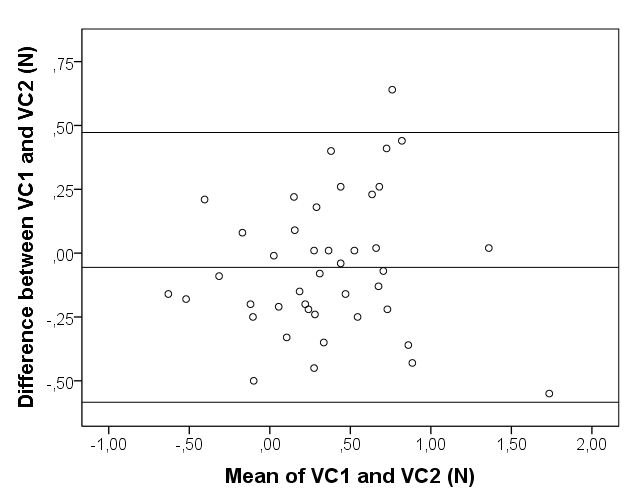 Difference between VC1 and VC2 (N)
,75
,50
,25
,00
-,25
-,50
-1,00 -,50 ,00 ,50 1,00 1,50 2,00
Mean of VC1 and VC2 (N)